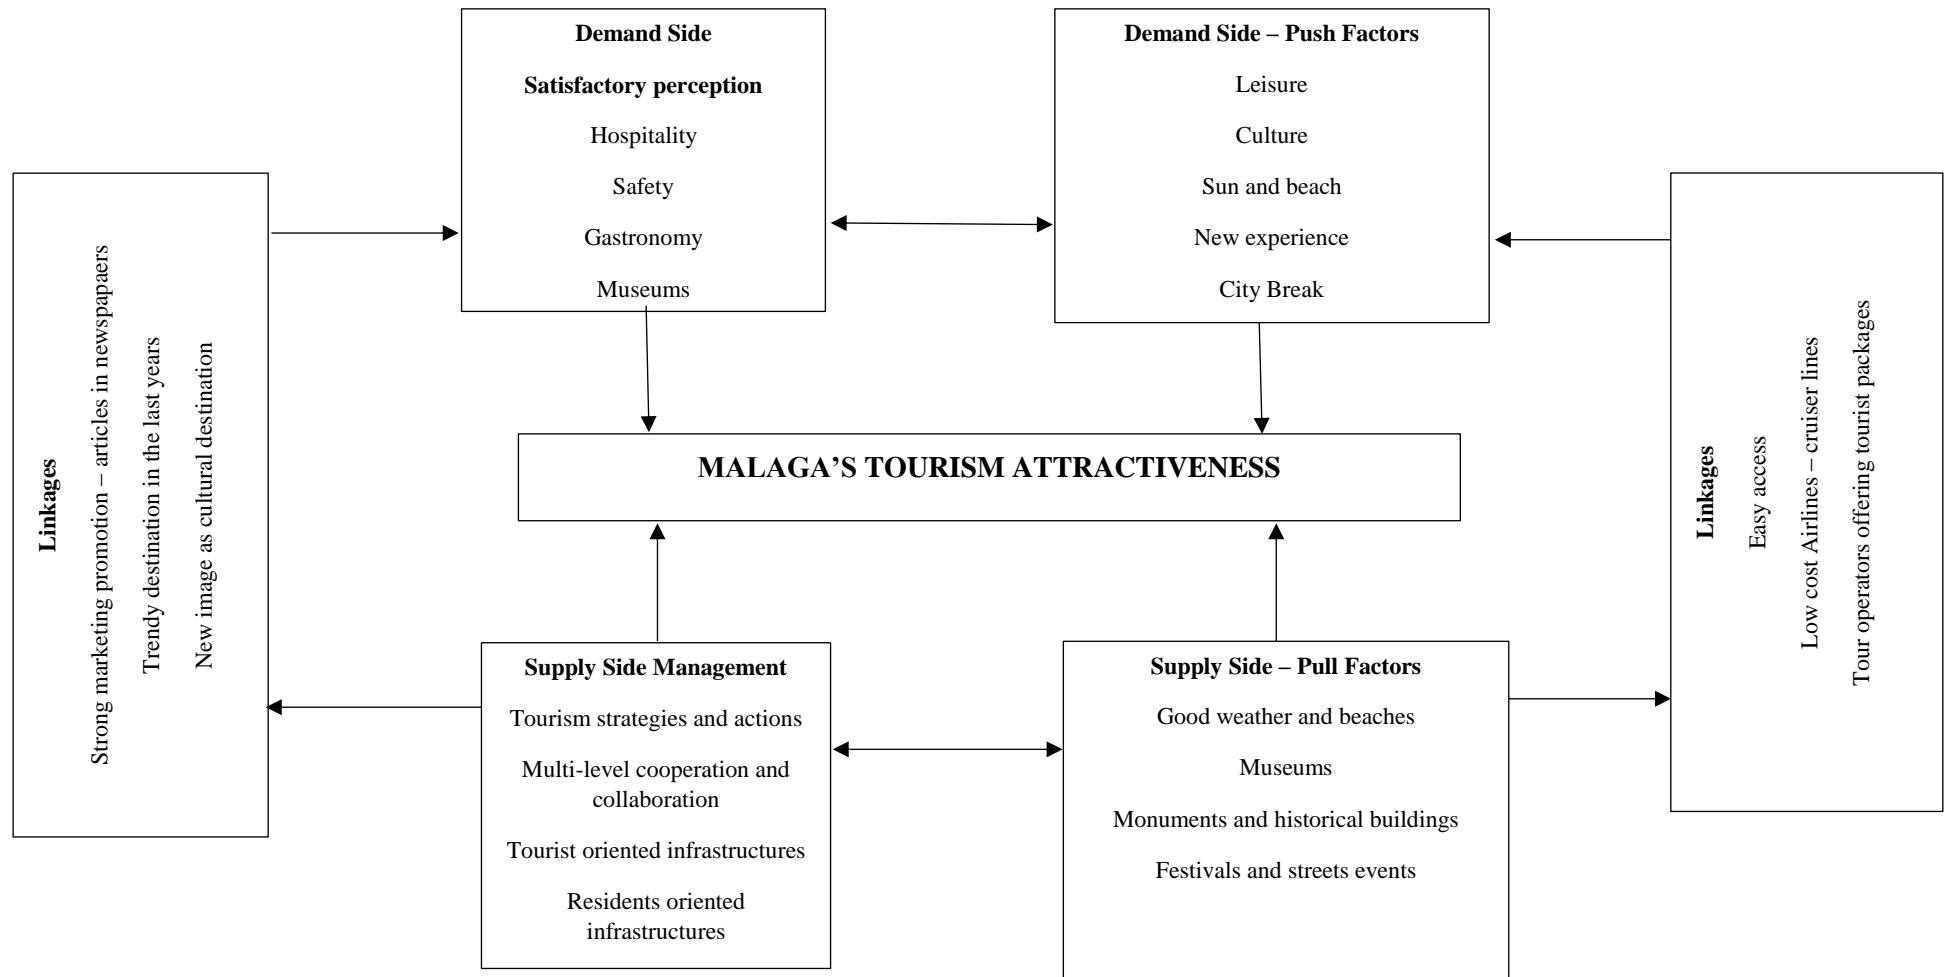 Demand Side
Satisfactory perception
Hospitality
Safety
Gastronomy
Museums
Demand Side – Push Factors
Leisure
Culture
Sun and beach
New experience
City Break
Linkages
Strong marketing promotion – articles in newspapaers
Trendy destination in the last years
New image as cultural destination
MALAGA’S TOURISM ATTRACTIVENESS
Linkages
Easy access
Low cost Airlines – cruiser lines
Tour operators offering tourist packages
Supply Side Management
Tourism strategies and actions
Multi-level cooperation and
collaboration
Tourist oriented infrastructures
Residents oriented
infrastructures
Supply Side – Pull Factors
Good weather and beaches
Museums
Monuments and historical buildings
Festivals and streets events